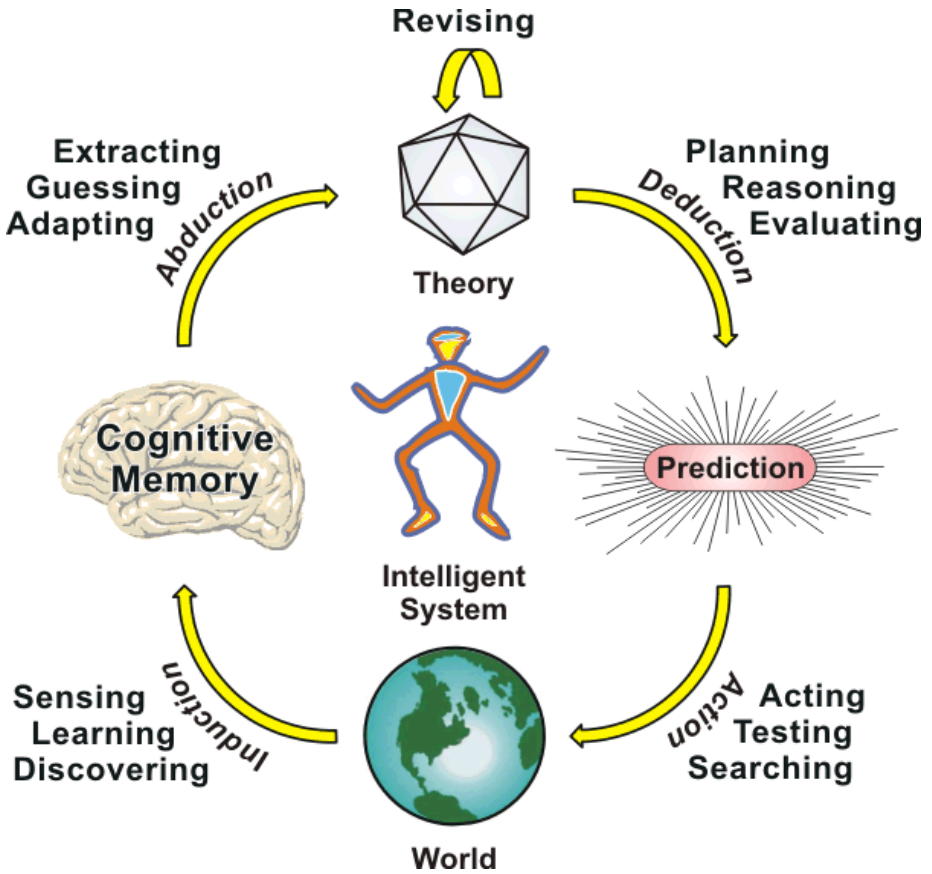 Revising
Extracting
Guessing
Adapting
Abduction
Theory
Planning
Reasoning
Evaluating
Deduction
Cognitive
Memory
Prediction
Intelligent
System
Sensing
Learning
Discovering
Induction
Action
Acting
Testing
Searching
World